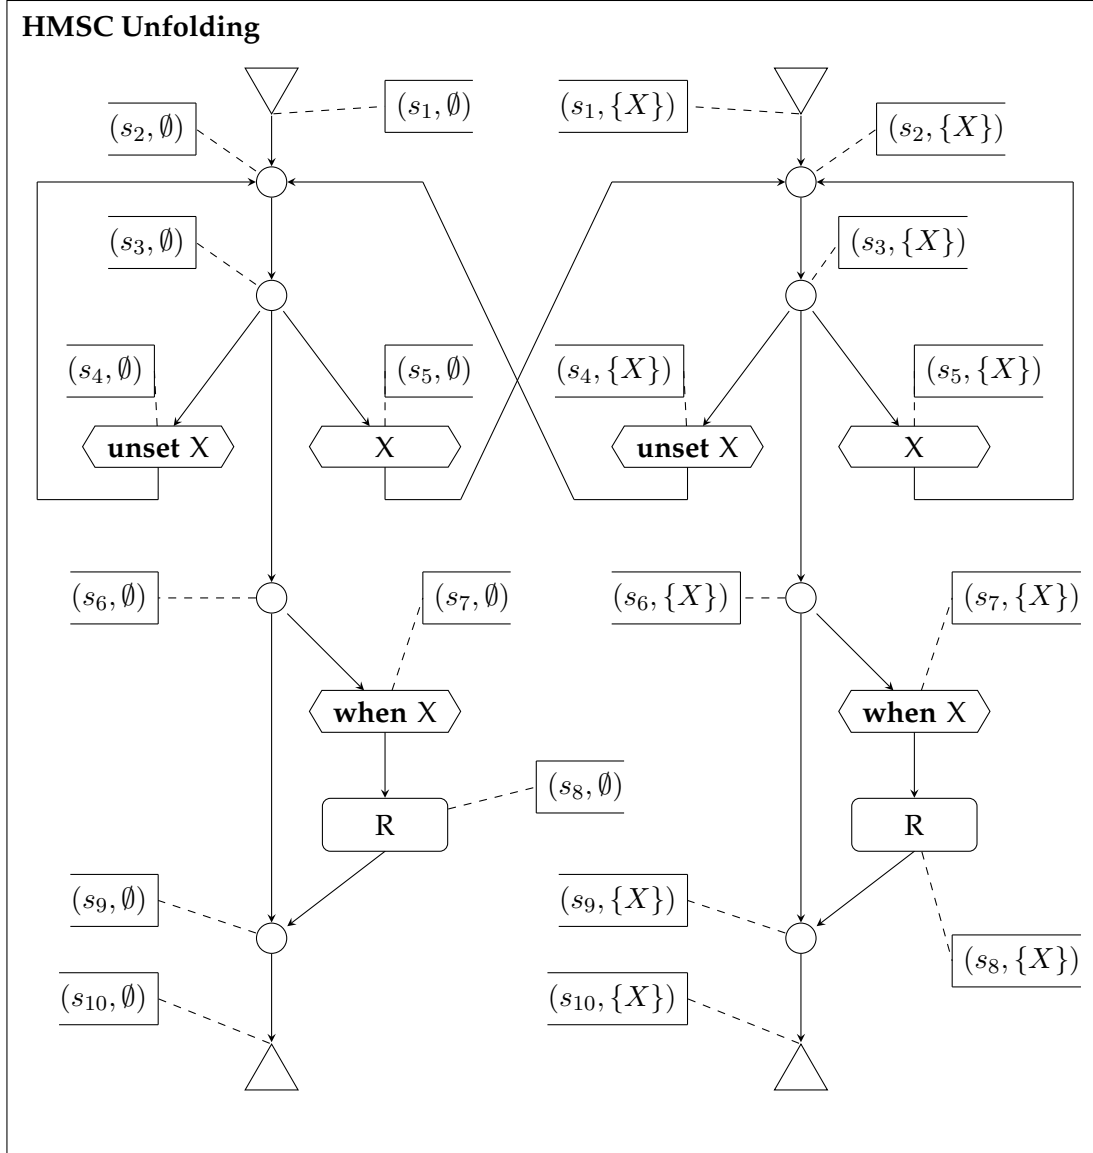 HMSC Unfolding
(s₁, ∅)
(s₁, {X})
(s₂, ∅)
(s₂, {X})
(s₃, ∅)
(s₃, {X})
(s₄, ∅)
(s₅, ∅)
(s₄, {X})
(s₅, {X})
unset X
X
unset X
X
(s₆, ∅)
(s₇, ∅)
(s₆, {X})
(s₇, {X})
when X
when X
(s₈, ∅)
R
R
(s₉, ∅)
(s₉, {X})
(s₈, {X})
(s₁₀, ∅)
(s₁₀, {X})